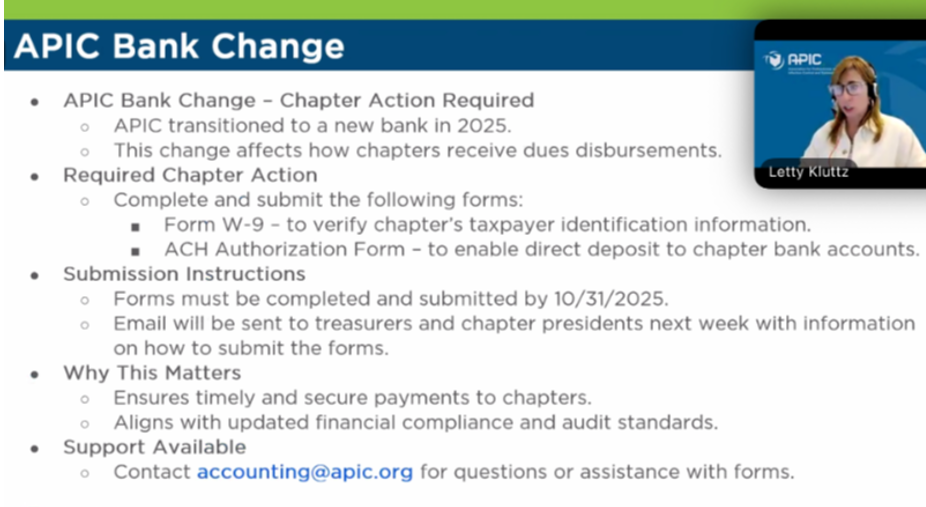 APIC Bank Change
APIC
Letty Kluttz
• APIC Bank Change – Chapter Action Required
○ APIC transitioned to a new bank in 2025.
○ This change affects how chapters receive dues disbursements.
• Required Chapter Action
○ Complete and submit the following forms:
■ Form W-9 – to verify chapter's taxpayer identification information.
■ ACH Authorization Form – to enable direct deposit to chapter bank accounts.
• Submission Instructions
○ Forms must be completed and submitted by 10/31/2025.
○ Email will be sent to treasurers and chapter presidents next week with information
on how to submit the forms.
• Why This Matters
○ Ensures timely and secure payments to chapters.
○ Aligns with updated financial compliance and audit standards.
• Support Available
○ Contact accounting@apic.org for questions or assistance with forms.